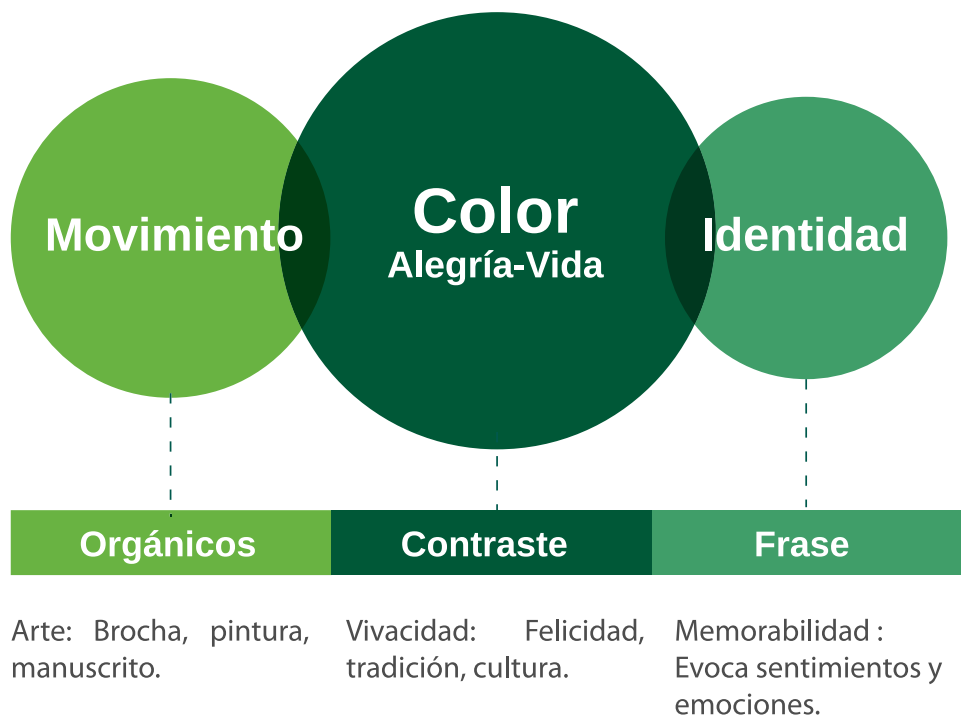 Movimiento
Color
Alegría-Vida
Identidad
Orgánicos
Contraste
Frase
Arte: Brocha, pintura,
manuscrito.
Vivacidad: Felicidad,
tradición, cultura.
Memorabilidad :
Evoca sentimientos y
emociones.